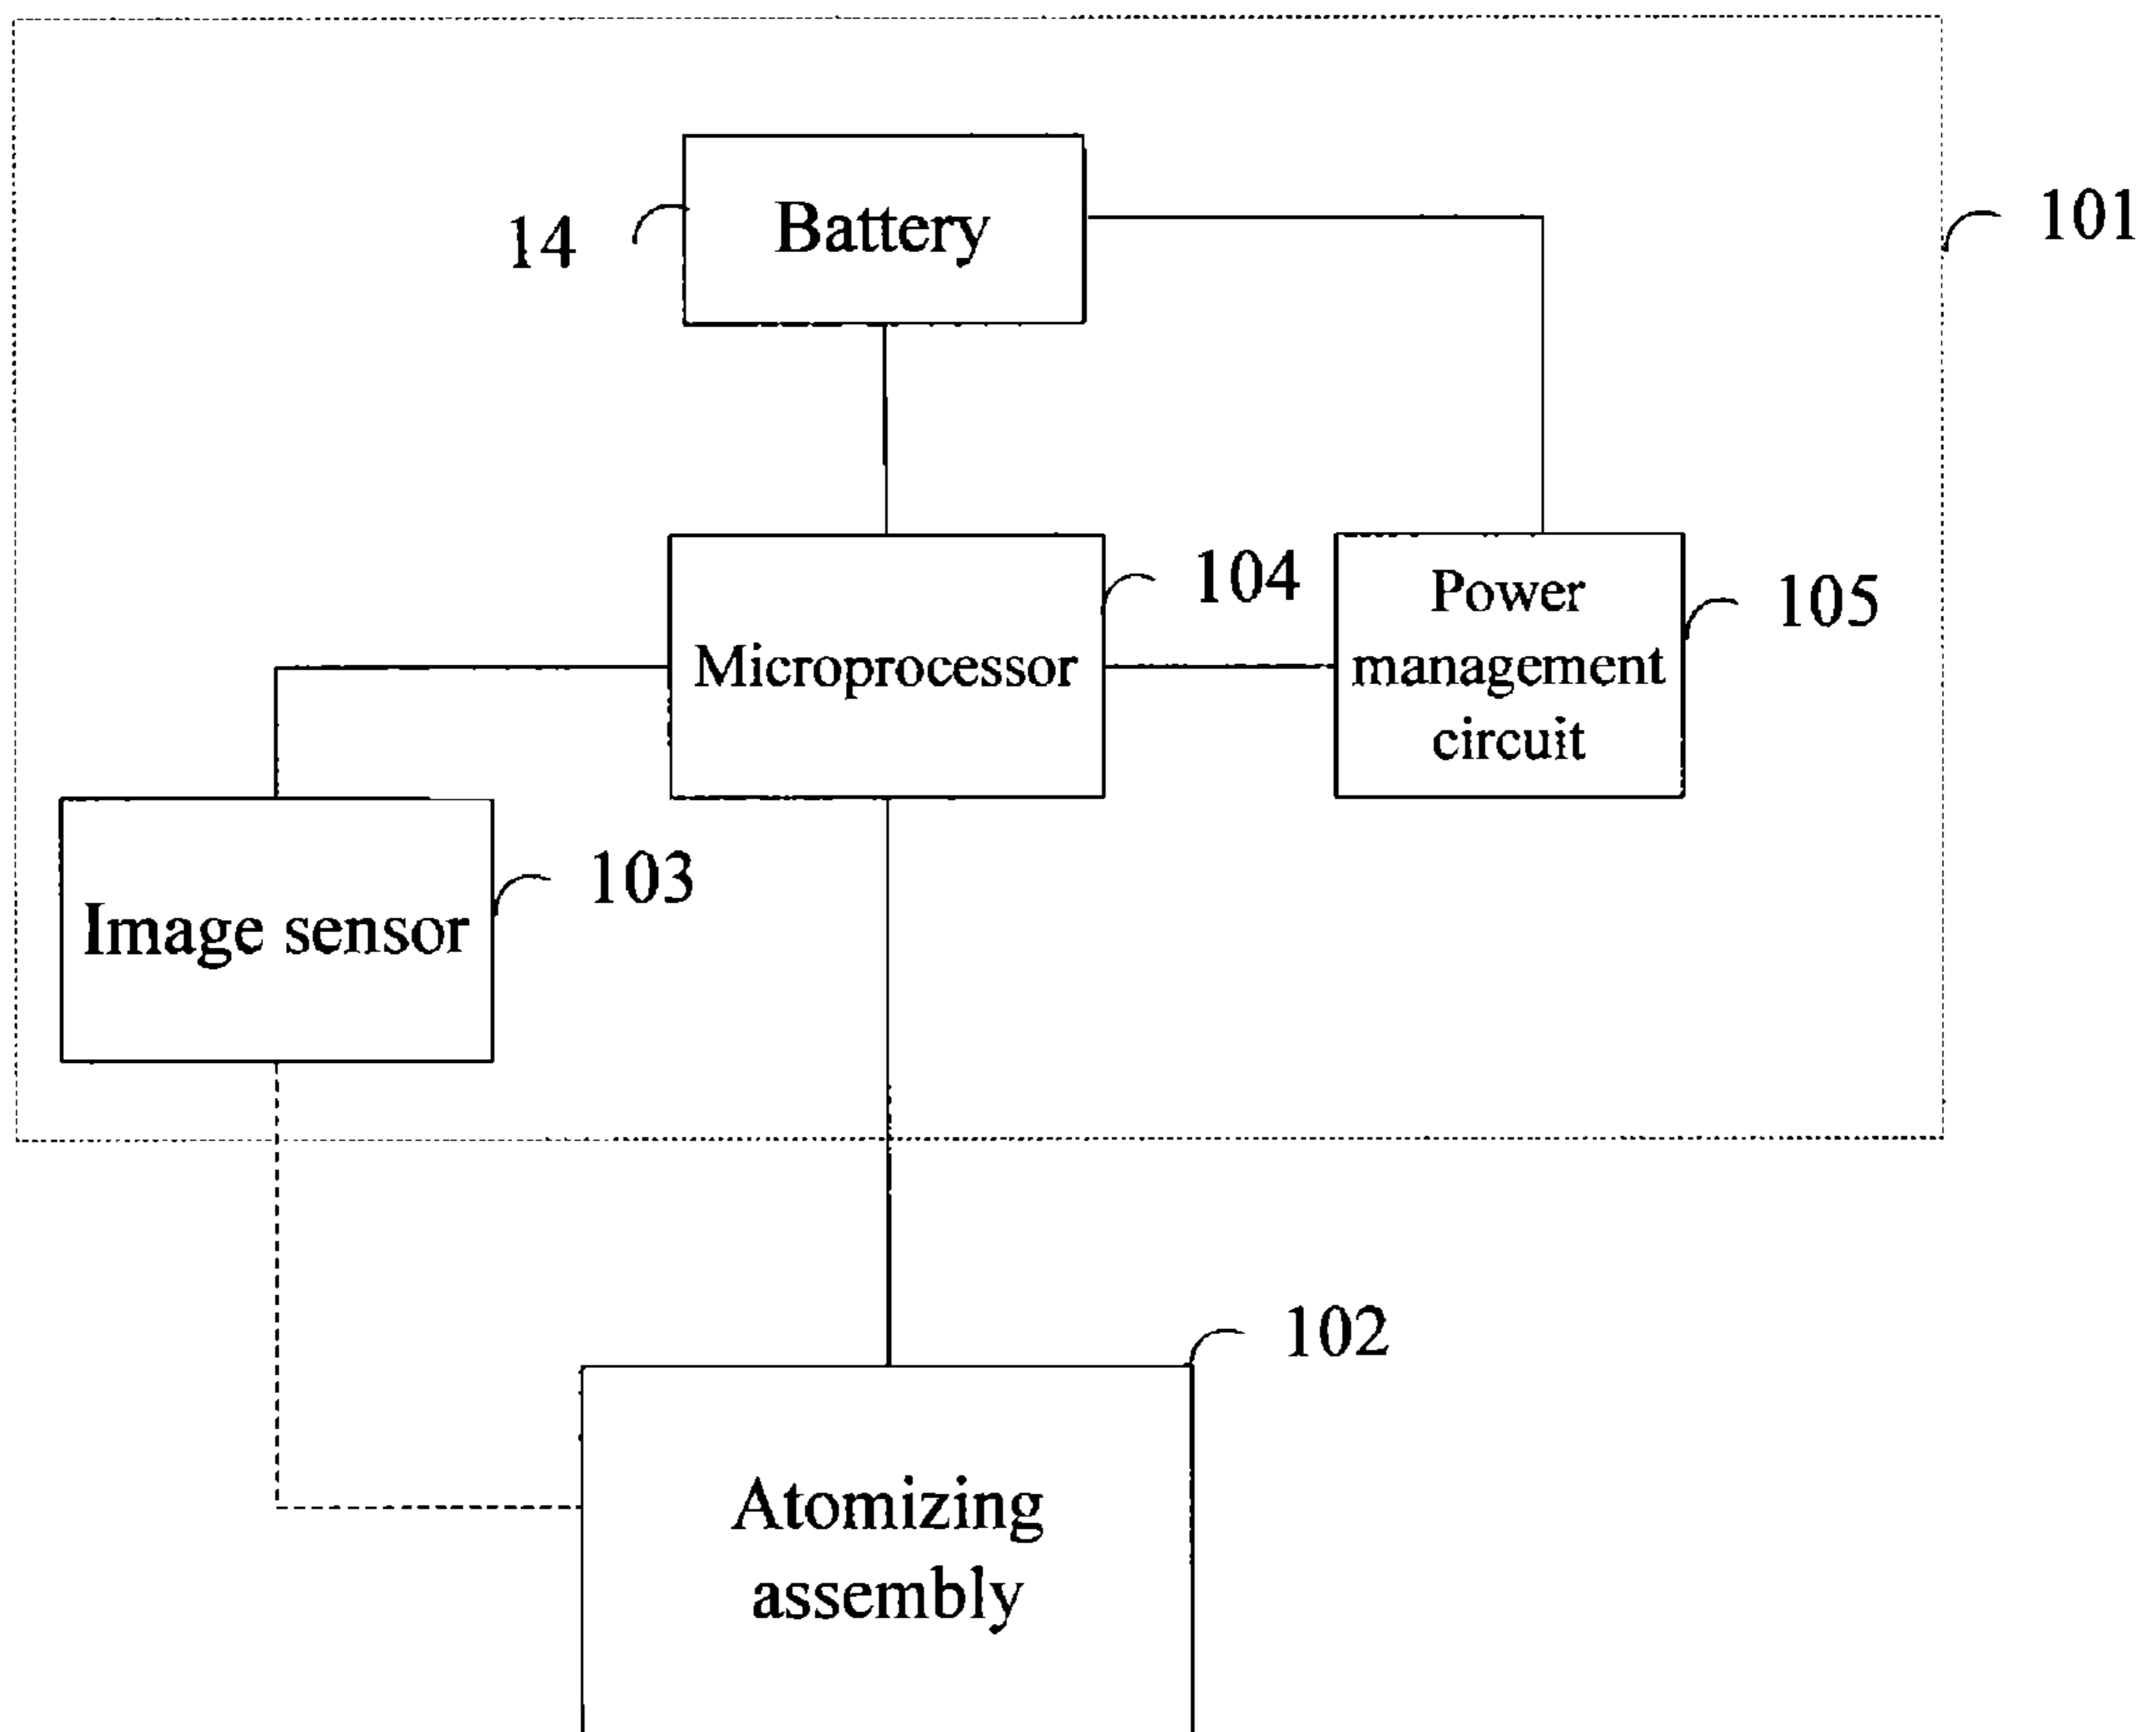 101
14
Battery
104
Microprocessor
Power
management
circuit
105
103
Image sensor
102
Atomizing
assembly